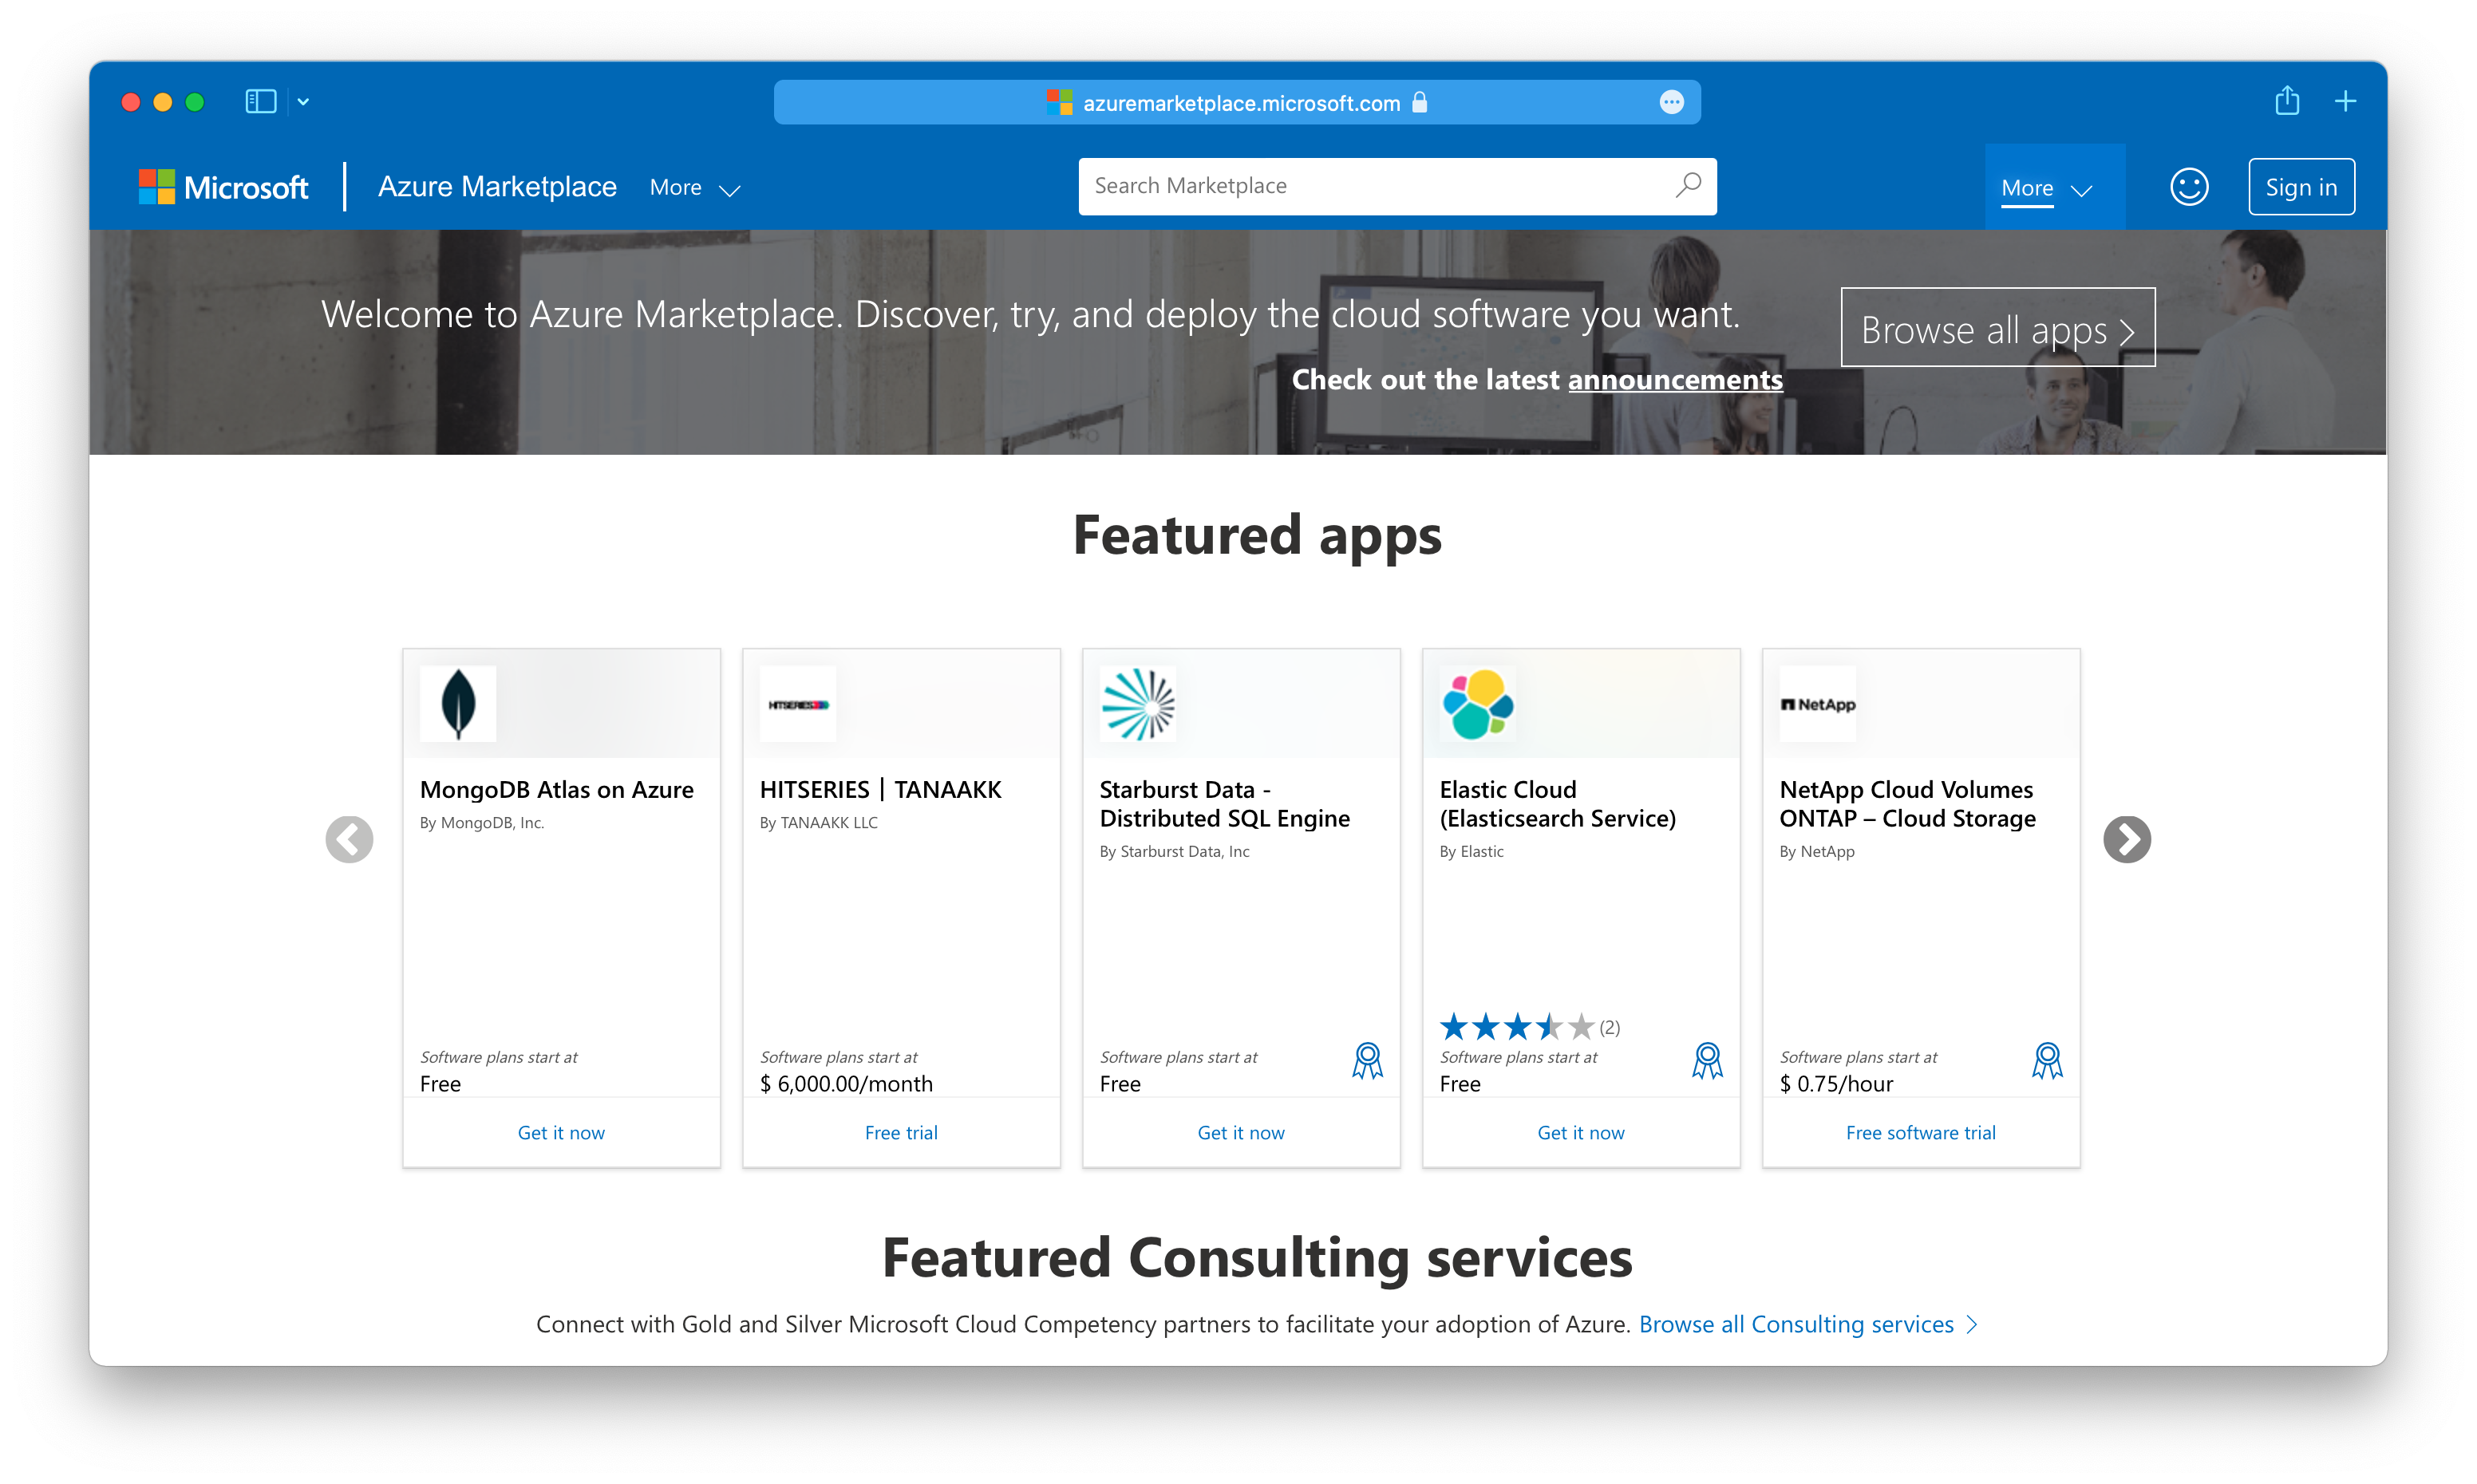 azuremarketplace.microsoft.com
Microsoft
Azure Marketplace
More
Search Marketplace
More
Sign in
Welcome to Azure Marketplace. Discover, try, and deploy the cloud software you want.
Browse all apps
Check out the latest announcements
Featured apps
MongoDB Atlas on Azure
By MongoDB, Inc.
Software plans start at
Free
Get it now
HITSERIES
HITSERIES | TANAAKK
By TANAAKK LLC
Software plans start at
$ 6,000.00/month
Free trial
Starburst Data -
Distributed SQL Engine
By Starburst Data, Inc
Software plans start at
Free
Get it now
Elastic Cloud
(Elasticsearch Service)
By Elastic
(2)
Software plans start at
Free
Get it now
NetApp
NetApp Cloud Volumes
ONTAP – Cloud Storage
By NetApp
Software plans start at
$ 0.75/hour
Free software trial
Featured Consulting services
Connect with Gold and Silver Microsoft Cloud Competency partners to facilitate your adoption of Azure. Browse all Consulting services